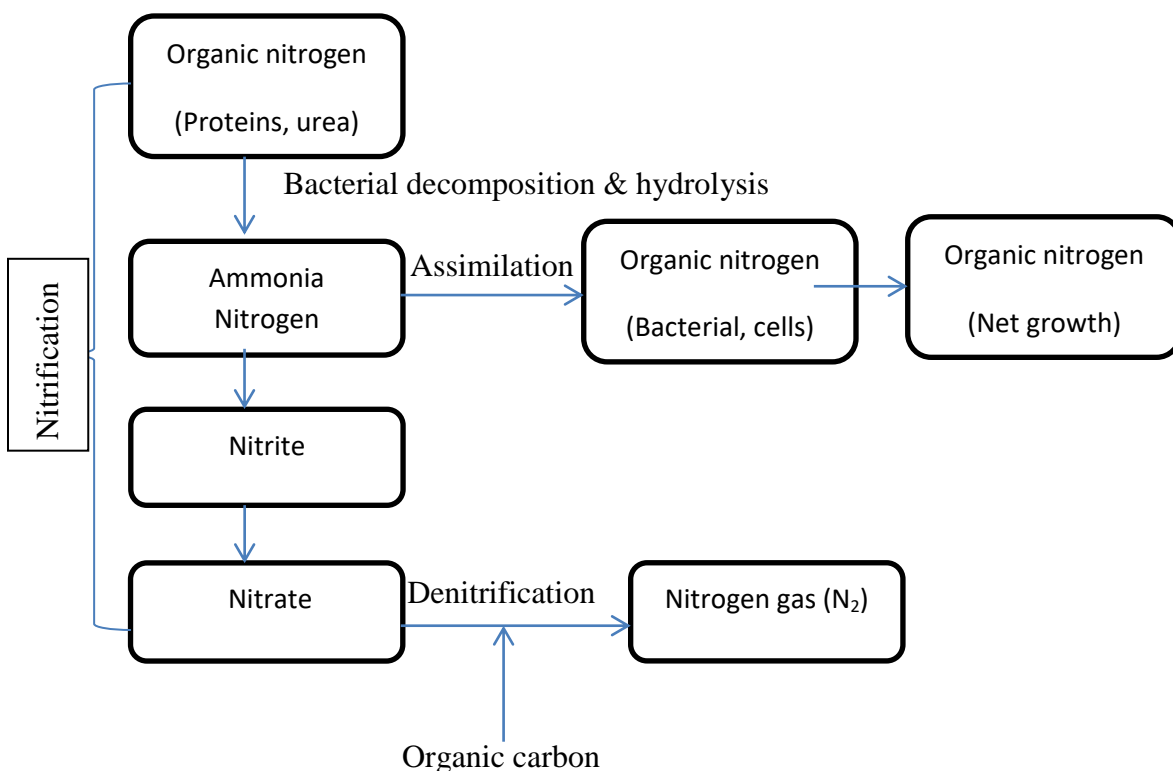 Organic nitrogen
(Proteins, urea)
Bacterial decomposition & hydrolysis
Ammonia
Nitrogen
Assimilation
Organic nitrogen
(Bacterial, cells)
Organic nitrogen
(Net growth)
Nitrification
Nitrite
Nitrate
Denitrification
Nitrogen gas (N₂)
Organic carbon